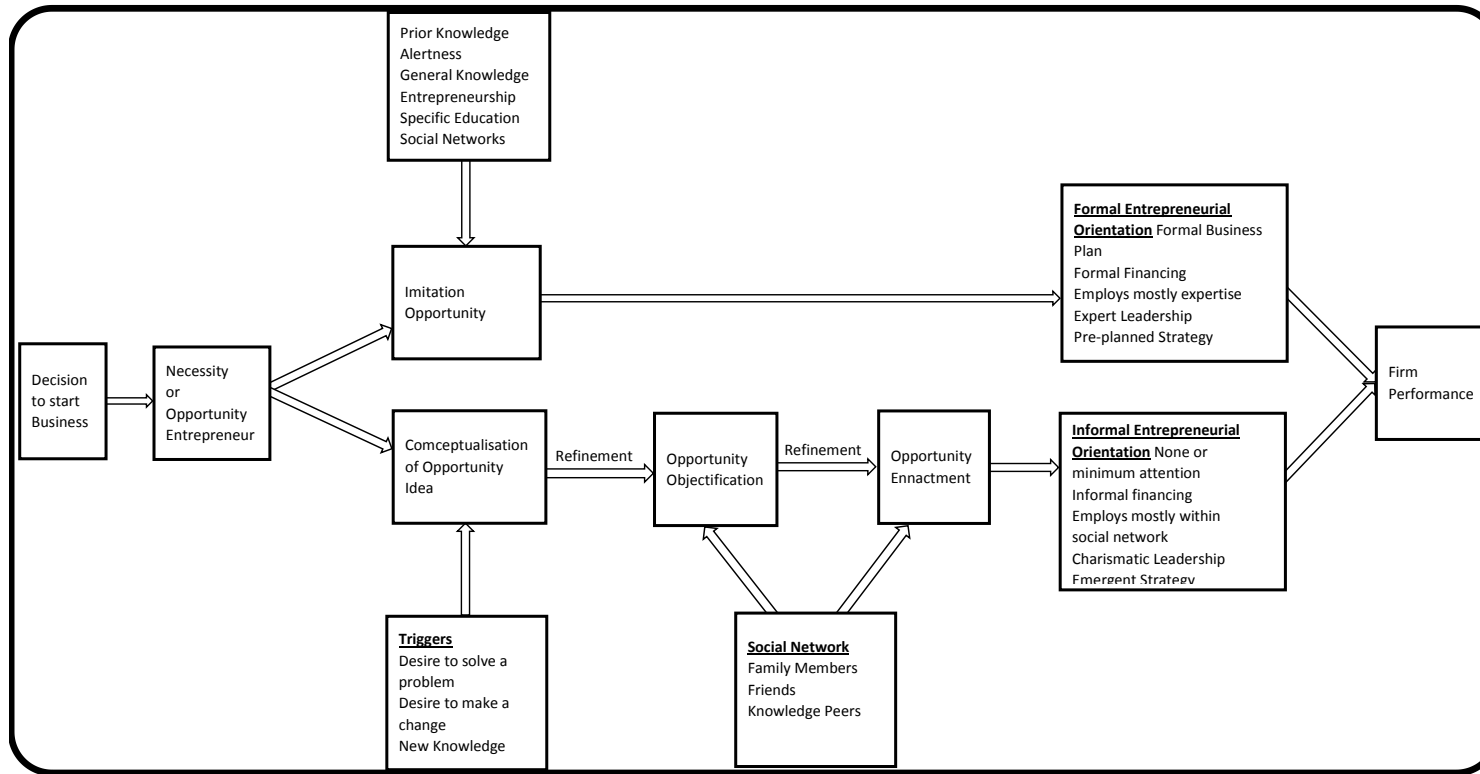 Prior Knowledge
Alertness
General Knowledge
Entrepreneurship
Specific Education
Social Networks
Formal Entrepreneurial
Orientation Formal Business
Plan
Formal Financing
Employs mostly expertise
Expert Leadership
Pre-planned Strategy
Imitation
Opportunity
Decision
to start
Business
Necessity
or
Opportunity
Entrepreneur
Firm
Performance
Comceptualisation
of Opportunity
Idea
Refinement
Opportunity
Objectification
Refinement
Opportunity
Ennactment
Informal Entrepreneurial
Orientation None or
minimum attention
Informal financing
Employs mostly within
social network
Charismatic Leadership
Emergent Strategy
Triggers
Desire to solve a
problem
Desire to make a
change
New Knowledge
Social Network
Family Members
Friends
Knowledge Peers